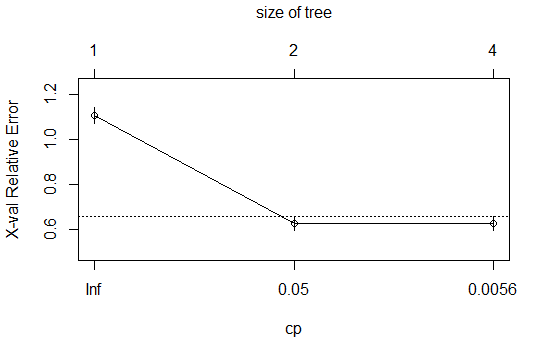 size of tree
1 2 4
X-val Relative Error
1.2
1.0
0.8
0.6
Inf 0.05 0.0056
cp